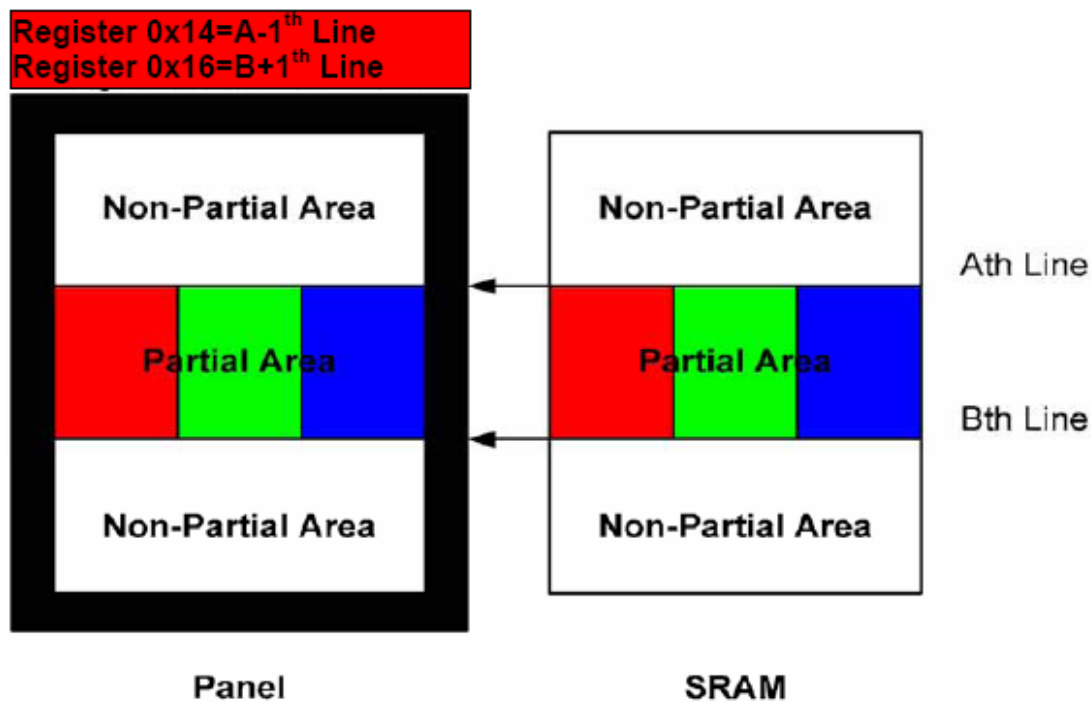 Register 0x14=A-1th Line
Register 0x16=B+1th Line
Non-Partial Area
Non-Partial Area
Ath Line
Partial Area
Partial Area
Bth Line
Non-Partial Area
Non-Partial Area
Panel
SRAM